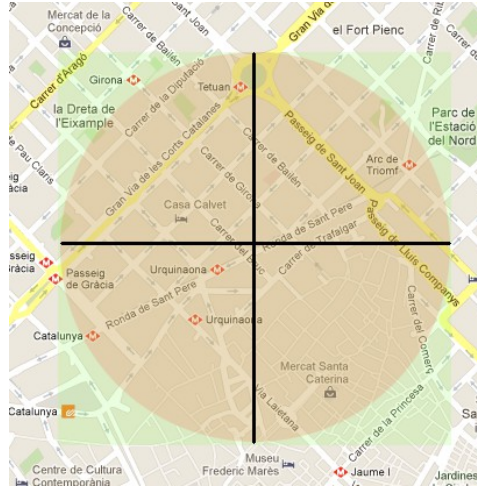 Mercat de la
Concepció
Carrer d'Aragó
Carrer de Bailèn
Gran Via de
el Fort Pienc
Girona
Tetuan
Carrer de la Diputació
la Dreta de
l'Eixample
Gran Via de les Corts Catalanes
Carrer de Bailèn
Passeig de Sant Joan
Parc de
l'Estació
del Nord
Arc de
Triomf
de Pau Claris
Carrer de Girona
Casa Calvet
Ronda de Sant Pere
Carrer de Trafalgar
Passeig de Lluís Companys
Carrer del Bruc
Passeig
de Gràcia
Urquinaona
Ronda de Sant Pere
Urquinaona
Catalunya
Carrer del Comerç
Mercat Santa
Caterina
Via Laietana
Carrer de la Princesa
Catalunya
Museu
Frederic Marès
Jaume I
Centre de Cultura
Contemporània
Jardines